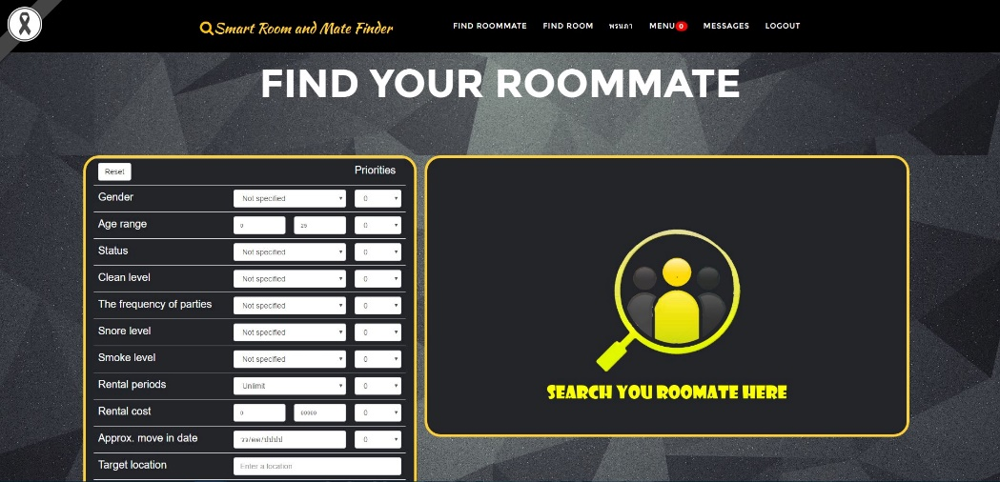 Smart Room and Mate Finder
FIND ROOMMATE FIND ROOM พรนภา MENU 0 MESSAGES LOGOUT
FIND YOUR ROOMMATE
Reset Priorities
Gender Not specified 0
Age range 0 25 0
Status Not specified 0
Clean level Not specified 0
The frequency of parties Not specified 0
Snore level Not specified 0
Smoke level Not specified 0
Rental periods Unlimit 0
Rental cost 0 60000 0
Approx. move in date วว/ดด/ปปปป 0
Target location Enter a location
SEARCH YOU ROOMATE HERE